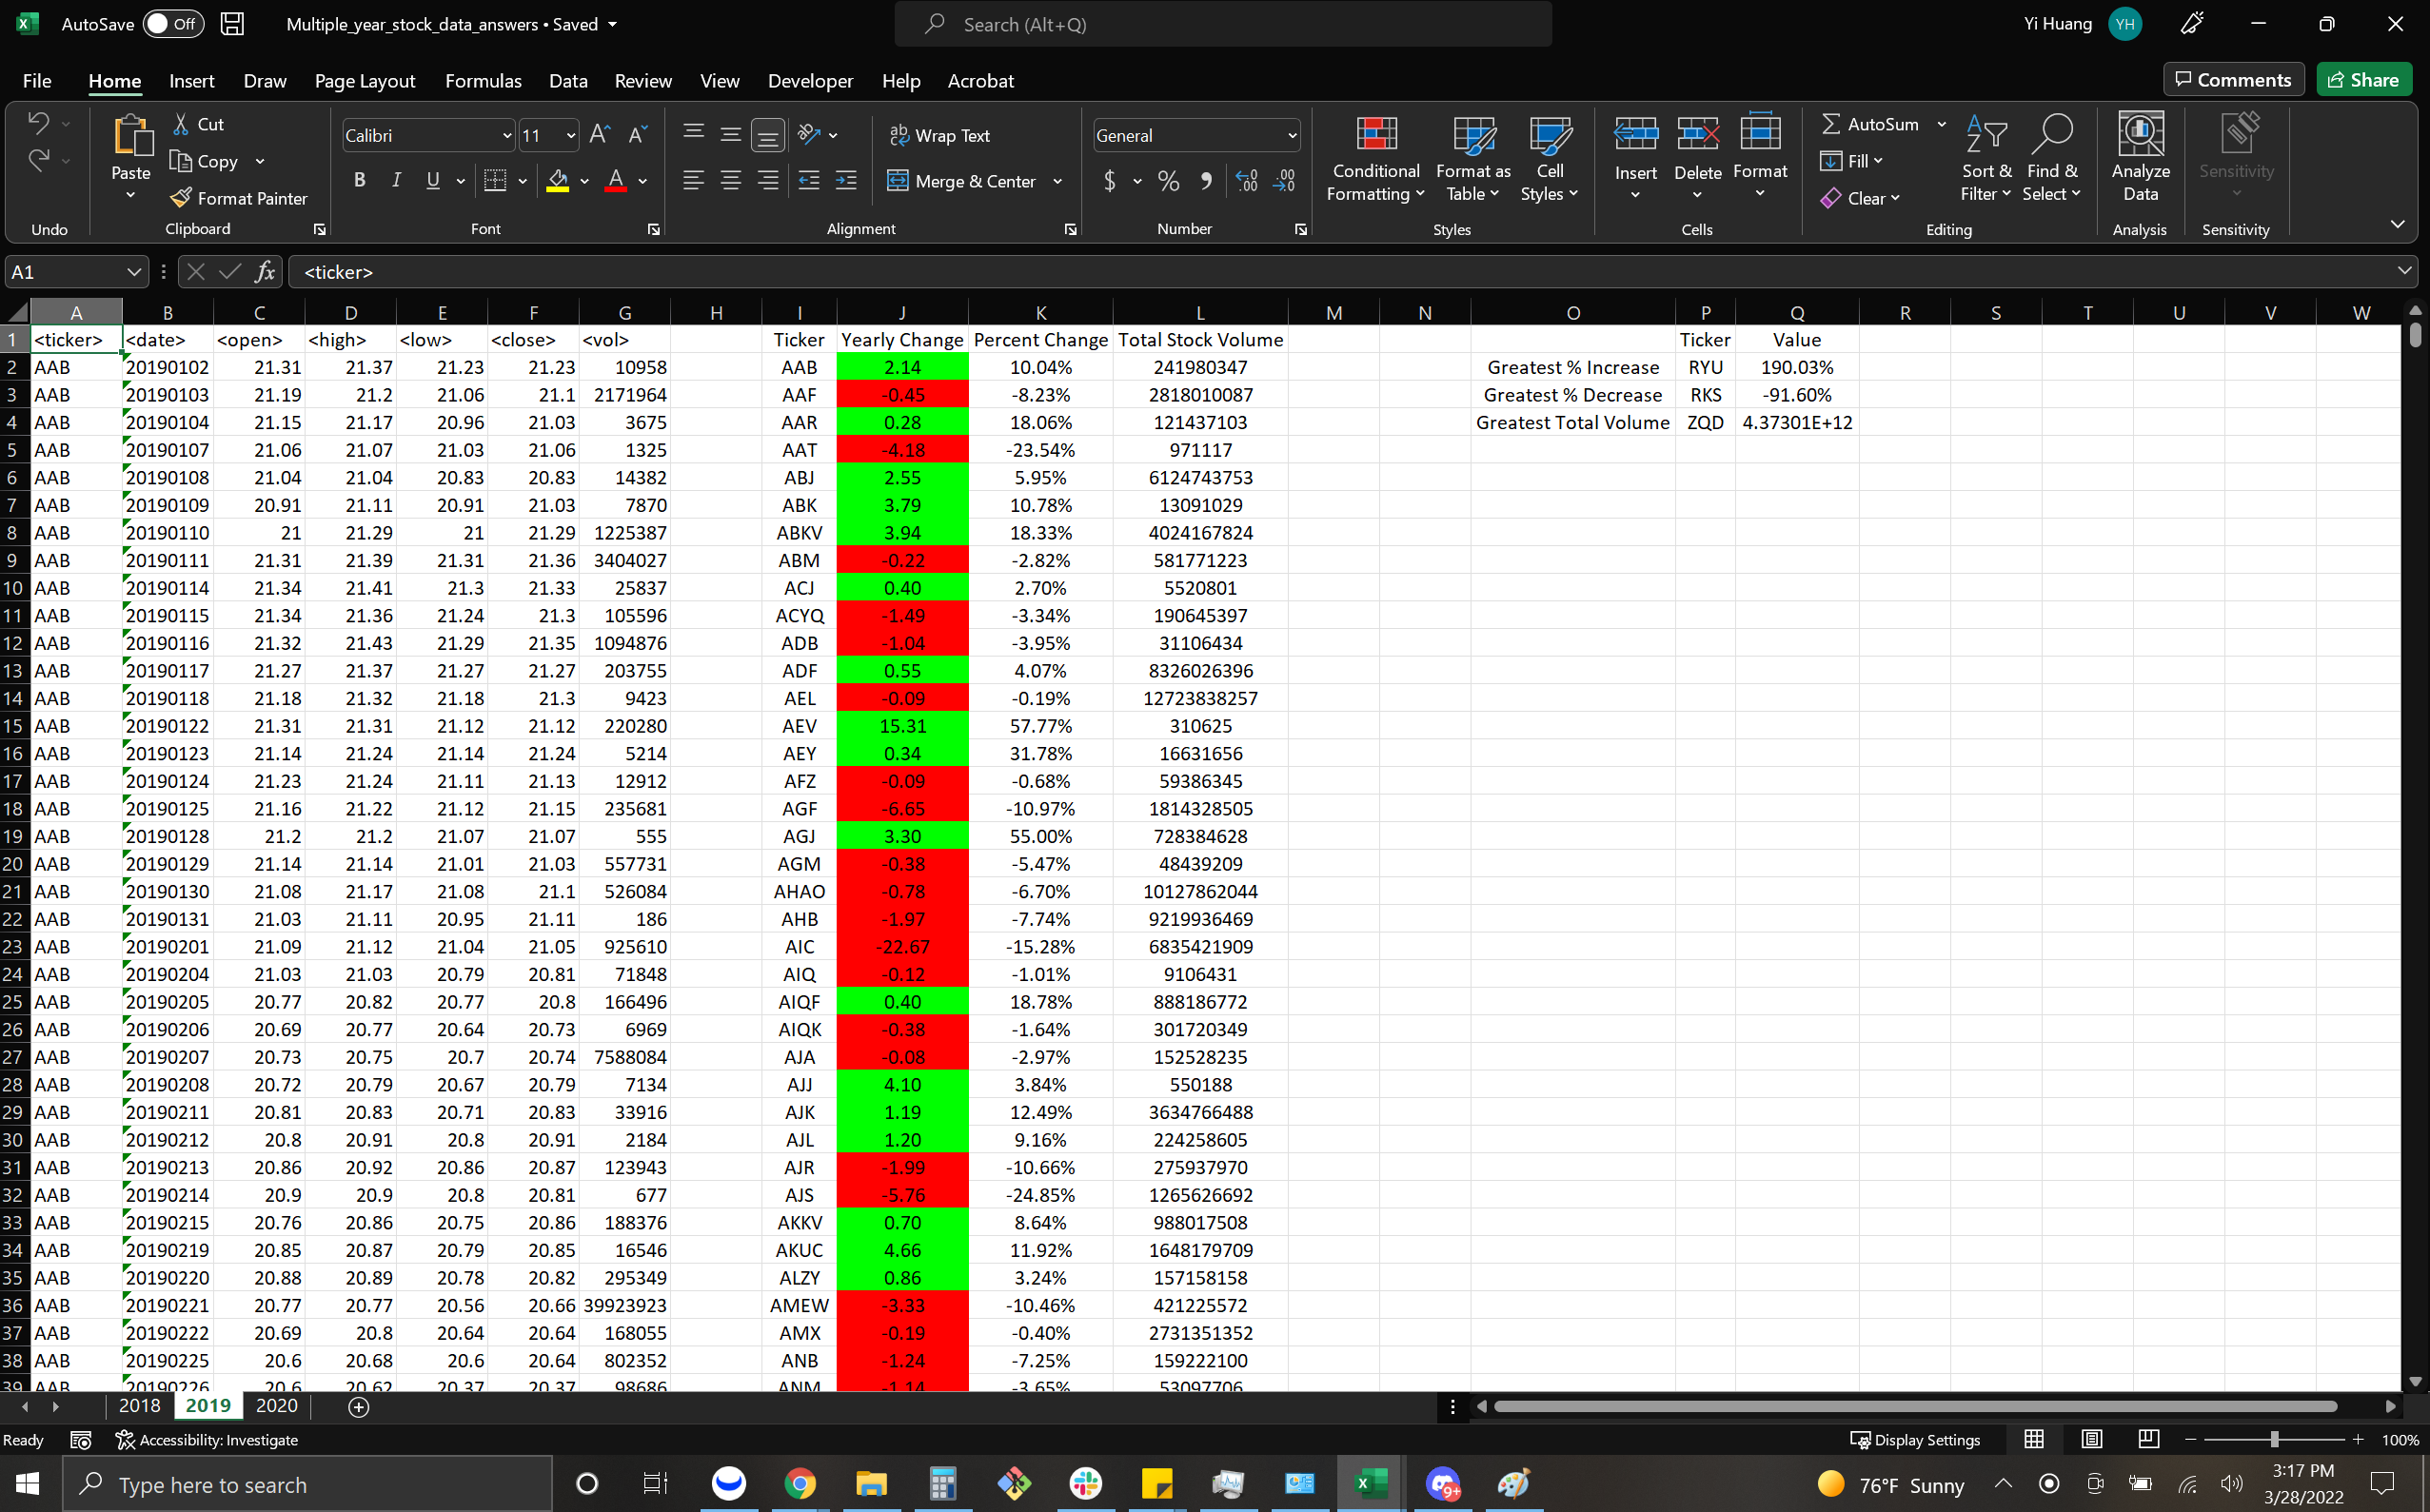 AutoSave Off Multiple_year_stock_data_answers • Saved Search (Alt+Q) Yi Huang YH
File Home Insert Draw Page Layout Formulas Data Review View Developer Help Acrobat Comments Share
Cut Calibri 11 Wrap Text General AutoSum
Paste Copy Conditional Formatting Format as Table Cell Styles Insert Delete Format Fill Sort & Filter Find & Select Analyze Data Sensitivity
Format Painter B I U Merge & Center $ % Clear
Undo Clipboard Font Alignment Number Styles Cells Editing Analysis Sensitivity
A1 fx <ticker>
A B C D E F G H I J K L M N O P Q R S T U V W
1 <ticker> <date> <open> <high> <low> <close> <vol> Ticker Yearly Change Percent Change Total Stock Volume Ticker Value
2 AAB 20190102 21.31 21.37 21.23 21.23 10958 AAB 2.14 10.04% 241980347 Greatest % Increase RYU 190.03%
3 AAB 20190103 21.19 21.2 21.06 21.1 2171964 AAF -0.45 -8.23% 2818010087 Greatest % Decrease RKS -91.60%
4 AAB 20190104 21.15 21.17 20.96 21.03 3675 AAR 0.28 18.06% 121437103 Greatest Total Volume ZQD 4.37301E+12
5 AAB 20190107 21.06 21.07 21.03 21.06 1325 AAT -4.18 -23.54% 971117
6 AAB 20190108 21.04 21.04 20.83 20.83 14382 ABJ 2.55 5.95% 6124743753
7 AAB 20190109 20.91 21.11 20.91 21.03 7870 ABK 3.79 10.78% 13091029
8 AAB 20190110 21 21.29 21 21.29 1225387 ABKV 3.94 18.33% 4024167824
9 AAB 20190111 21.31 21.39 21.31 21.36 3404027 ABM -0.22 -2.82% 581771223
10 AAB 20190114 21.34 21.41 21.3 21.33 25837 ACJ 0.40 2.70% 5520801
11 AAB 20190115 21.34 21.36 21.24 21.3 105596 ACYQ -1.49 -3.34% 190645397
12 AAB 20190116 21.32 21.43 21.29 21.35 1094876 ADB -1.04 -3.95% 31106434
13 AAB 20190117 21.27 21.37 21.27 21.27 203755 ADF 0.55 4.07% 8326026396
14 AAB 20190118 21.18 21.32 21.18 21.3 9423 AEL -0.09 -0.19% 12723838257
15 AAB 20190122 21.31 21.31 21.12 21.12 220280 AEV 15.31 57.77% 310625
16 AAB 20190123 21.14 21.24 21.14 21.24 5214 AEY 0.34 31.78% 16631656
17 AAB 20190124 21.23 21.24 21.11 21.13 12912 AFZ -0.09 -0.68% 59386345
18 AAB 20190125 21.16 21.22 21.12 21.15 235681 AGF -6.65 -10.97% 1814328505
19 AAB 20190128 21.2 21.2 21.07 21.07 555 AGJ 3.30 55.00% 728384628
20 AAB 20190129 21.14 21.14 21.01 21.03 557731 AGM -0.38 -5.47% 48439209
21 AAB 20190130 21.08 21.17 21.08 21.1 526084 AHAO -0.78 -6.70% 10127862044
22 AAB 20190131 21.03 21.11 20.95 21.11 186 AHB -1.97 -7.74% 9219936469
23 AAB 20190201 21.09 21.12 21.04 21.05 925610 AIC -22.67 -15.28% 6835421909
24 AAB 20190204 21.03 21.03 20.79 20.81 71848 AIQ -0.12 -1.01% 9106431
25 AAB 20190205 20.77 20.82 20.77 20.8 166496 AIQF 0.40 18.78% 888186772
26 AAB 20190206 20.69 20.77 20.64 20.73 6969 AIQK -0.38 -1.64% 301720349
27 AAB 20190207 20.73 20.75 20.7 20.74 7588084 AJA -0.08 -2.97% 152528235
28 AAB 20190208 20.72 20.79 20.67 20.79 7134 AJJ 4.10 3.84% 550188
29 AAB 20190211 20.81 20.83 20.71 20.83 33916 AJK 1.19 12.49% 3634766488
30 AAB 20190212 20.8 20.91 20.8 20.91 2184 AJL 1.20 9.16% 224258605
31 AAB 20190213 20.86 20.92 20.86 20.87 123943 AJR -1.99 -10.66% 275937970
32 AAB 20190214 20.9 20.9 20.8 20.81 677 AJS -5.76 -24.85% 1265626692
33 AAB 20190215 20.76 20.86 20.75 20.86 188376 AKKV 0.70 8.64% 988017508
34 AAB 20190219 20.85 20.87 20.79 20.85 16546 AKUC 4.66 11.92% 1648179709
35 AAB 20190220 20.88 20.89 20.78 20.82 295349 ALZY 0.86 3.24% 157158158
36 AAB 20190221 20.77 20.77 20.56 20.66 39923923 AMEW -3.33 -10.46% 421225572
37 AAB 20190222 20.69 20.8 20.64 20.64 168055 AMX -0.19 -0.40% 2731351352
38 AAB 20190225 20.6 20.68 20.6 20.64 802352 ANB -1.24 -7.25% 159222100
39 AAB 20190226 20.6 20.62 20.37 20.37 98686 ANM -1.14 -3.65% 53097706
2018 2019 2020
Ready Accessibility: Investigate Display Settings 100%
Type here to search 9+ 76°F Sunny 3:17 PM
3/28/2022